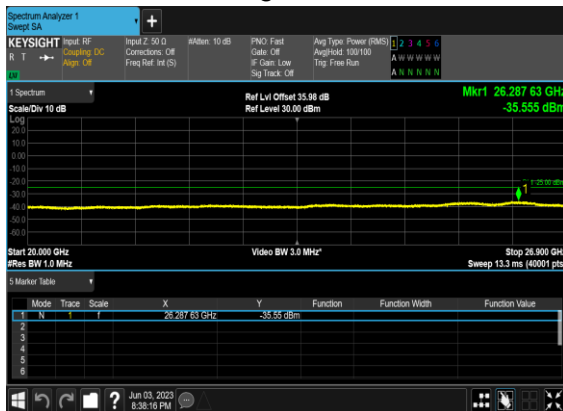 Spectrum Analyzer 1
Swept SA
+
KEYSIGHT Input: RF Input Z: 50 Ω #Atten: 10 dB PNO: Fast Avg Type: Power (RMS) 1 2 3 4 5 6
R T Coupling: DC Corrections: Off Gate: Off Avg|Hold: 100/100 A W W W W W
Align: Off Freq Ref: Int (S) IF Gain: Low Trig: Free Run A N N N N N
Sig Track: Off
1 Spectrum
Scale/Div 10 dB
Ref Lvl Offset 35.98 dB
Ref Level 30.00 dBm
Mkr1 26.287 63 GHz
-35.555 dBm
Log
20.0
10.0
0.00
-10.0
-20.0
-30.0
-40.0
-50.0
-60.0
1
-25.00 dBm
Start 20.000 GHz Video BW 3.0 MHz* Stop 26.900 GHz
#Res BW 1.0 MHz Sweep 13.3 ms (40001 pts)
5 Marker Table
Mode Trace Scale X Y Function Function Width Function Value
1 N 1 f 26.287 63 GHz -35.55 dBm
2
3
4
5
6
? Jun 03, 2023
8:38:16 PM